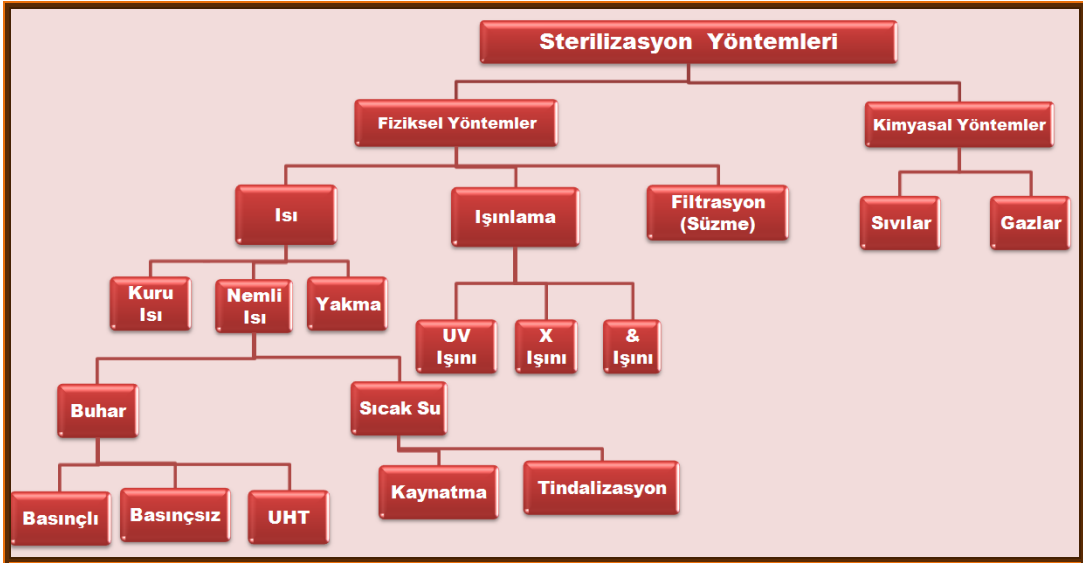 Sterilizasyon Yöntemleri
Fiziksel Yöntemler
Kimyasal Yöntemler
Isı
Işınlama
Filtrasyon
(Süzme)
Sıvılar
Gazlar
Kuru
Isı
Nemli
Isı
Yakma
UV
Işını
X
Işını
&
Işını
Buhar
Sıcak Su
Kaynatma
Tindalizasyon
Basınçlı
Basınçsız
UHT